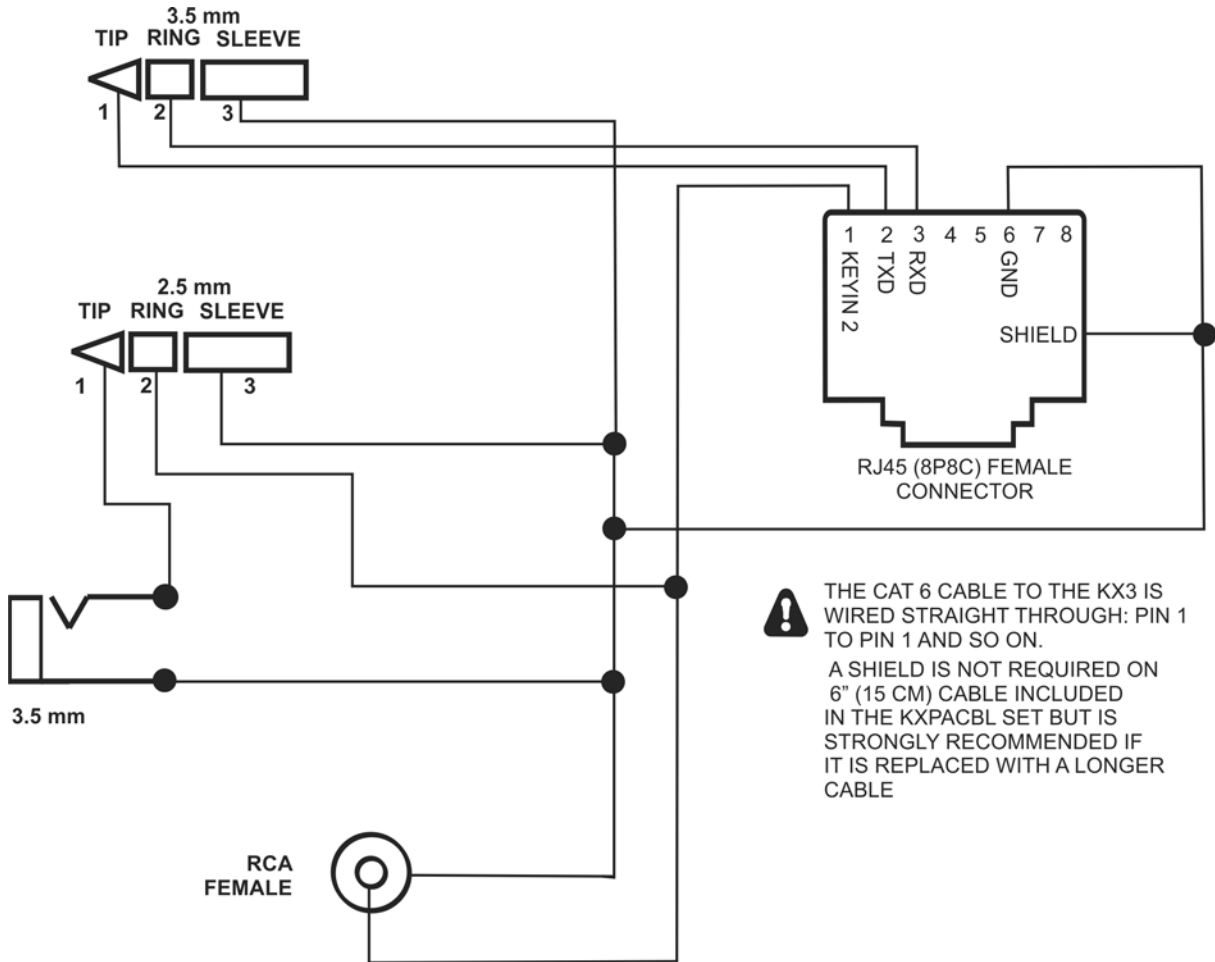 3.5 mm
TIP RING SLEEVE
1 2 3
1 2 3 4 5 6 7 8
KEYIN 2
TXD
RXD
GND
SHIELD
RJ45 (8P8C) FEMALE
CONNECTOR
2.5 mm
TIP RING SLEEVE
1 2 3
3.5 mm
THE CAT 6 CABLE TO THE KX3 IS
WIRED STRAIGHT THROUGH: PIN 1
TO PIN 1 AND SO ON.
A SHIELD IS NOT REQUIRED ON
6” (15 CM) CABLE INCLUDED
IN THE KXPACBL SET BUT IS
STRONGLY RECOMMENDED IF
IT IS REPLACED WITH A LONGER
CABLE
RCA
FEMALE